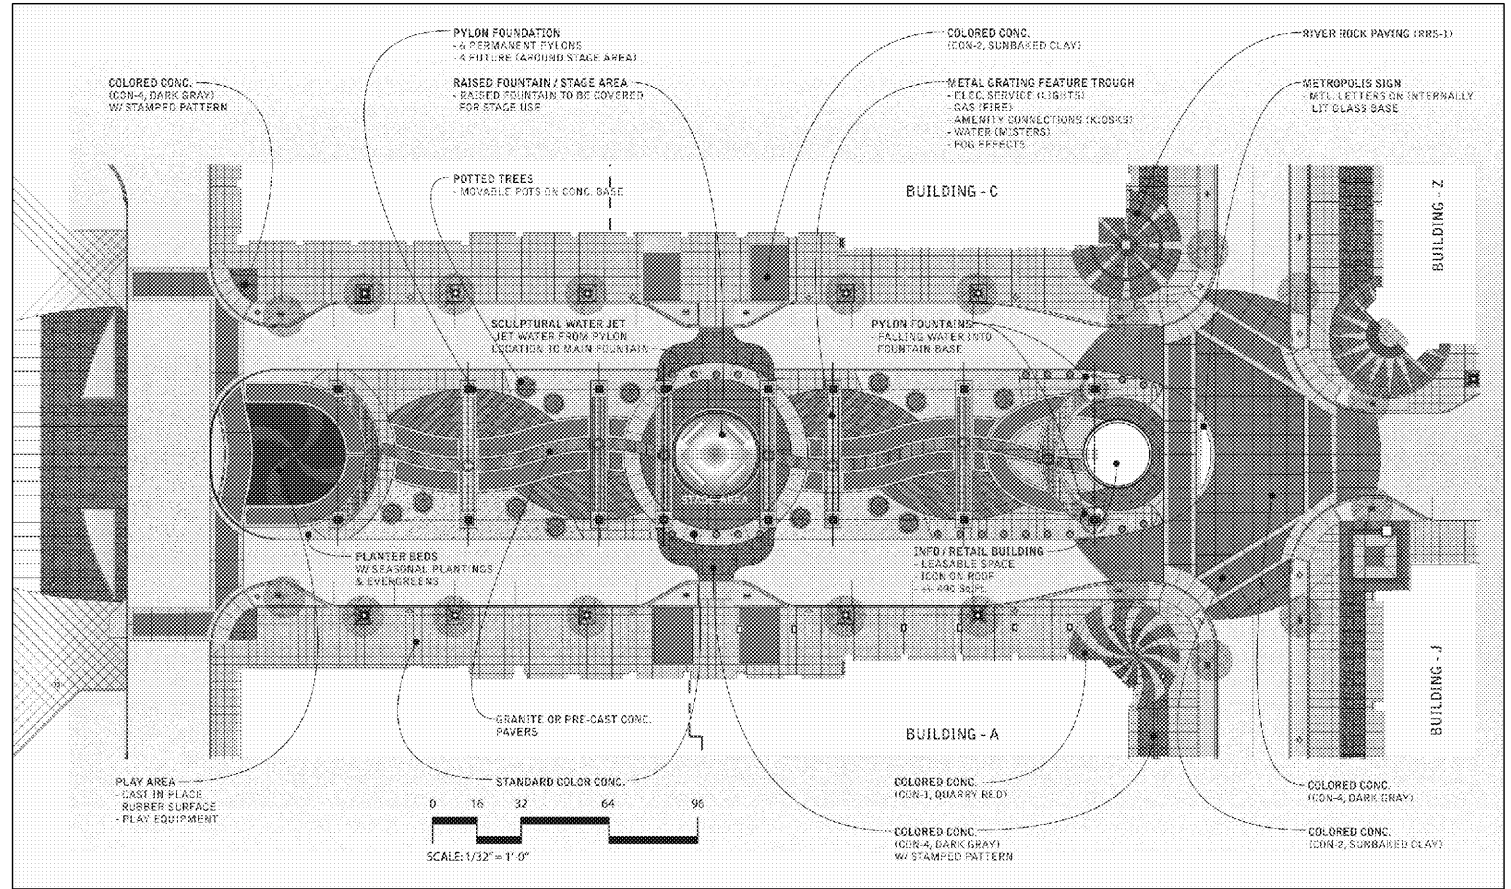 PYLON FOUNDATION
- 6 PERMANENT PYLONS
- 4 FUTURE (AROUND STAGE AREA)
COLORED CONC.
(CON-2, SUNBAKED CLAY)
RIVER ROCK PAVING (RRS-1)
COLORED CONC.
(CON-4, DARK GRAY)
W/ STAMPED PATTERN
RAISED FOUNTAIN / STAGE AREA
- RAISED FOUNTAIN TO BE COVERED
FOR STAGE USE
METAL GRATING FEATURE TROUGH
- ELEC. SERVICE (LIGHTS)
- GAS (FIRE)
- AMENITY CONNECTIONS (KIOSKS)
- WATER (MISTERS)
- FOG EFFECTS
METROPOLIS SIGN
- MTL. LETTERS ON INTERNALLY
LIT GLASS BASE
POTTED TREES
- MOVABLE POTS ON CONC. BASE
BUILDING - C
BUILDING - Z
SCULPTURAL WATER JET
JET WATER FROM PYLON
LOCATION TO MAIN FOUNTAIN
PYLON FOUNTAINS
- FALLING WATER INTO
FOUNTAIN BASE
PLANTER BEDS
W/ SEASONAL PLANTINGS
& EVERGREENS
INFO / RETAIL BUILDING
- LEASABLE SPACE
- ICON ON ROOF
- +/- 490 Sq.Ft.
GRANITE OR PRE-CAST CONC.
PAVERS
BUILDING - A
BUILDING - J
PLAY AREA
- CAST IN PLACE
RUBBER SURFACE
- PLAY EQUIPMENT
STANDARD COLOR CONC.
COLORED CONC.
(CON-1, QUARRY RED)
COLORED CONC.
(CON-4, DARK GRAY)
0 16 32 64 96
SCALE: 1/32" = 1'-0"
COLORED CONC.
(CON-4, DARK GRAY)
W/ STAMPED PATTERN
COLORED CONC.
(CON-2, SUNBAKED CLAY)